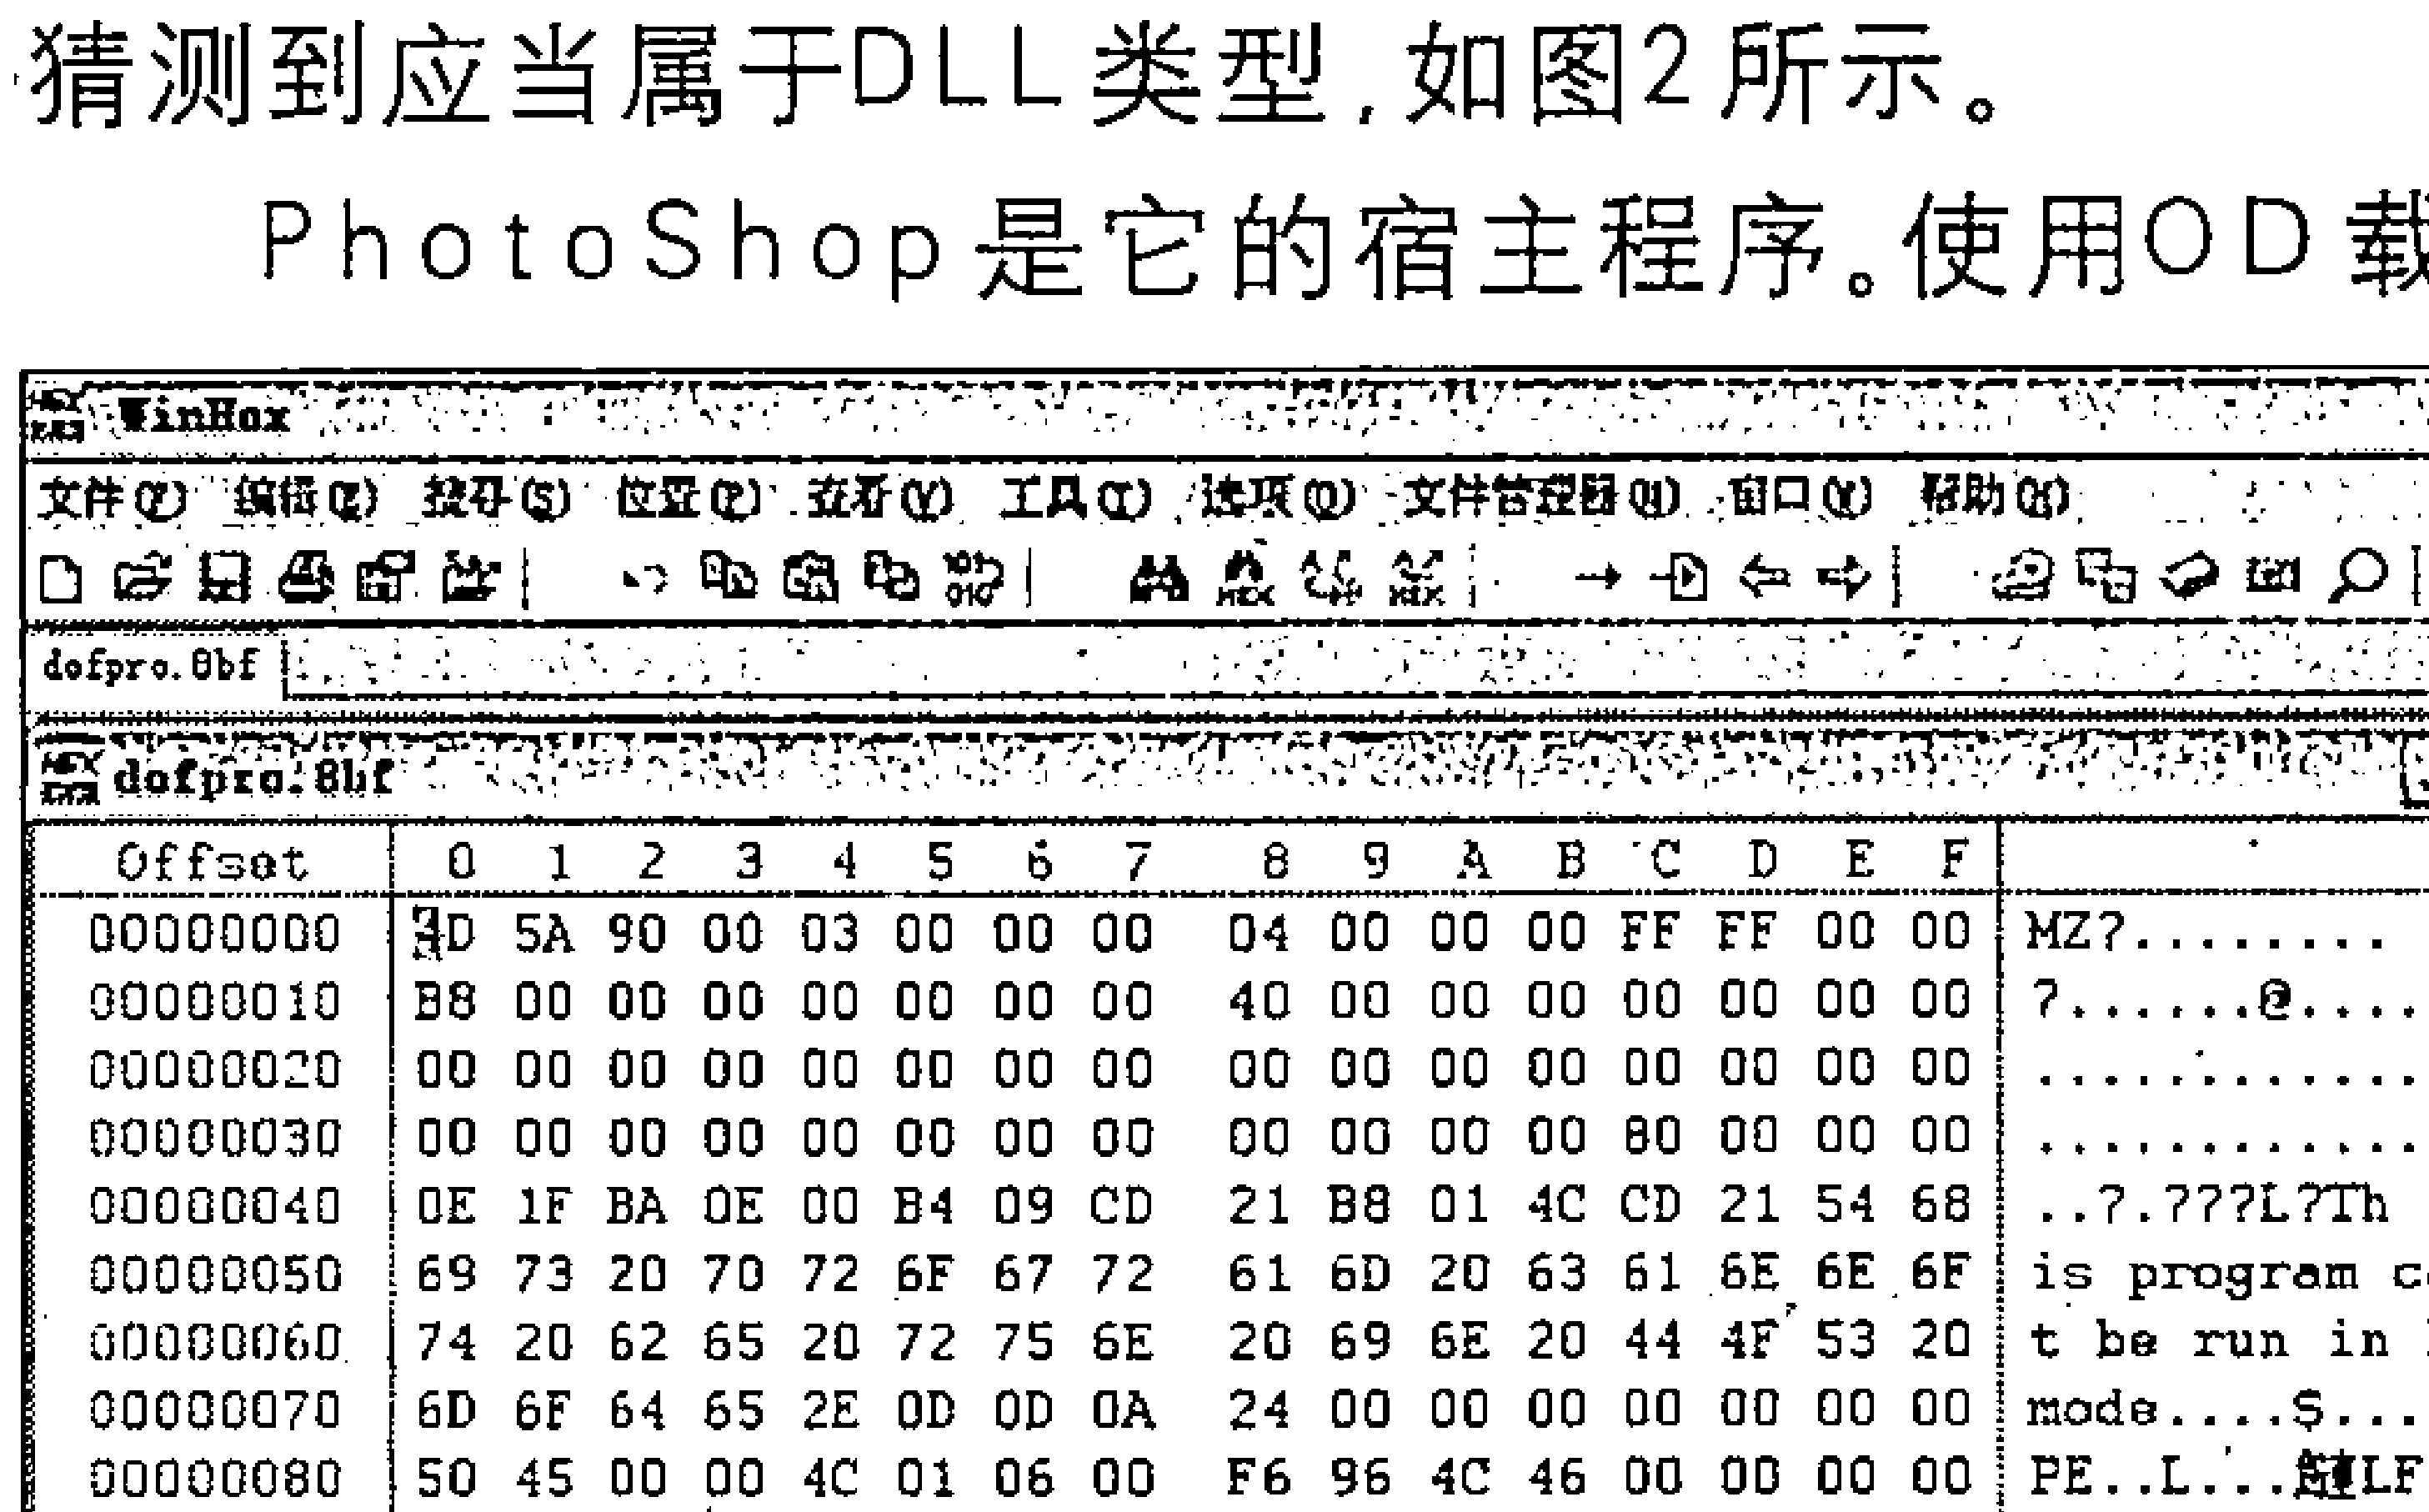 猜测到应当属于DLL类型,如图2所示。
PhotoShop是它的宿主程序。使用OD载
WinHex
文件(F) 编辑(E) 搜寻(S) 位置(P) 查看(V) 工具(T) 选项(O) 文件管理器(M) 窗口(W) 帮助(H)
dofpro.8bf
dofpro.8bf
Offset 0 1 2 3 4 5 6 7 8 9 A B C D E F
00000000 4D 5A 90 00 03 00 00 00 04 00 00 00 FF FF 00 00 MZ?........
00000010 B8 00 00 00 00 00 00 00 40 00 00 00 00 00 00 00 ?......@....
00000020 00 00 00 00 00 00 00 00 00 00 00 00 00 00 00 00 ............
00000030 00 00 00 00 00 00 00 00 00 00 00 00 80 00 00 00 ............
00000040 0E 1F BA 0E 00 B4 09 CD 21 B8 01 4C CD 21 54 68 ..?.???L?Th
00000050 69 73 20 70 72 6F 67 72 61 6D 20 63 61 6E 6E 6F is program c
00000060 74 20 62 65 20 72 75 6E 20 69 6E 20 44 4F 53 20 t be run in
00000070 6D 6F 64 65 2E 0D 0D 0A 24 00 00 00 00 00 00 00 mode....$...
00000080 50 45 00 00 4C 01 06 00 F6 96 4C 46 00 00 00 00 PE..L...LF